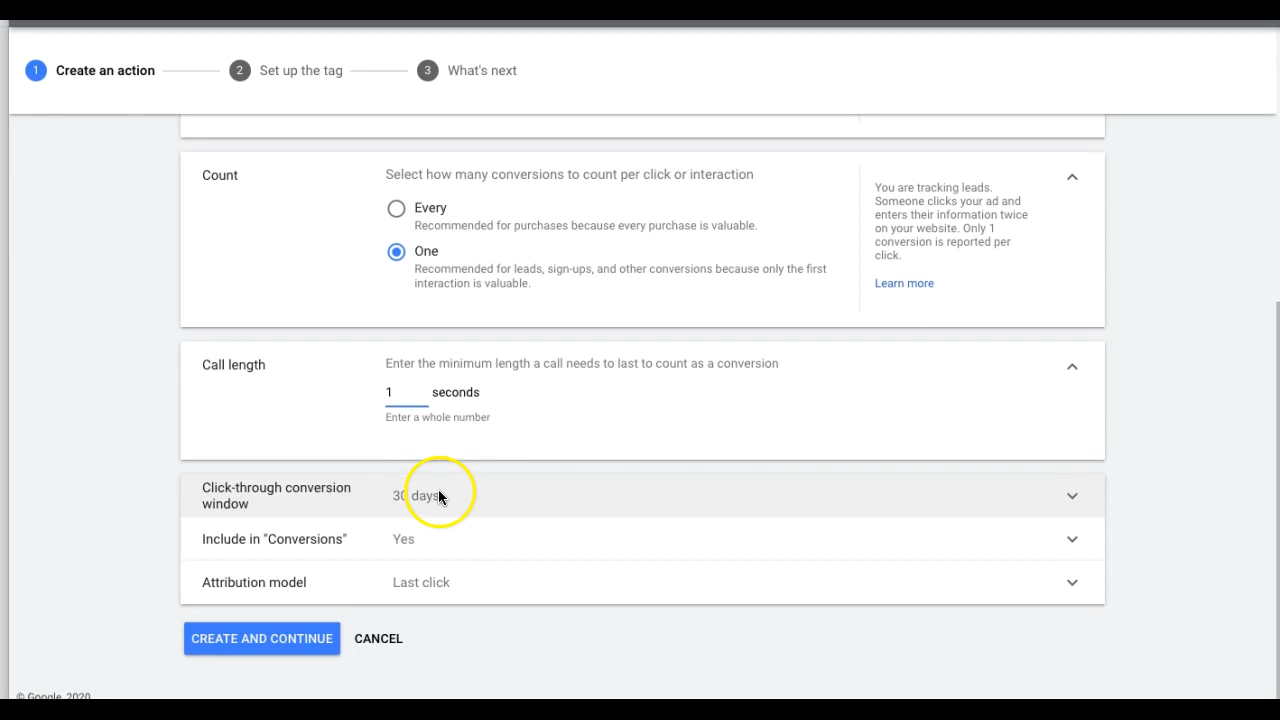 1 Create an action 2 Set up the tag 3 What's next
Count
Select how many conversions to count per click or interaction
Every
Recommended for purchases because every purchase is valuable.
One
Recommended for leads, sign-ups, and other conversions because only the first
interaction is valuable.
You are tracking leads.
Someone clicks your ad and
enters their information twice
on your website. Only 1
conversion is reported per
click.
Learn more
Call length
Enter the minimum length a call needs to last to count as a conversion
1 seconds
Enter a whole number
Click-through conversion
window
30 days
Include in "Conversions" Yes
Attribution model Last click
CREATE AND CONTINUE CANCEL
© Google, 2020